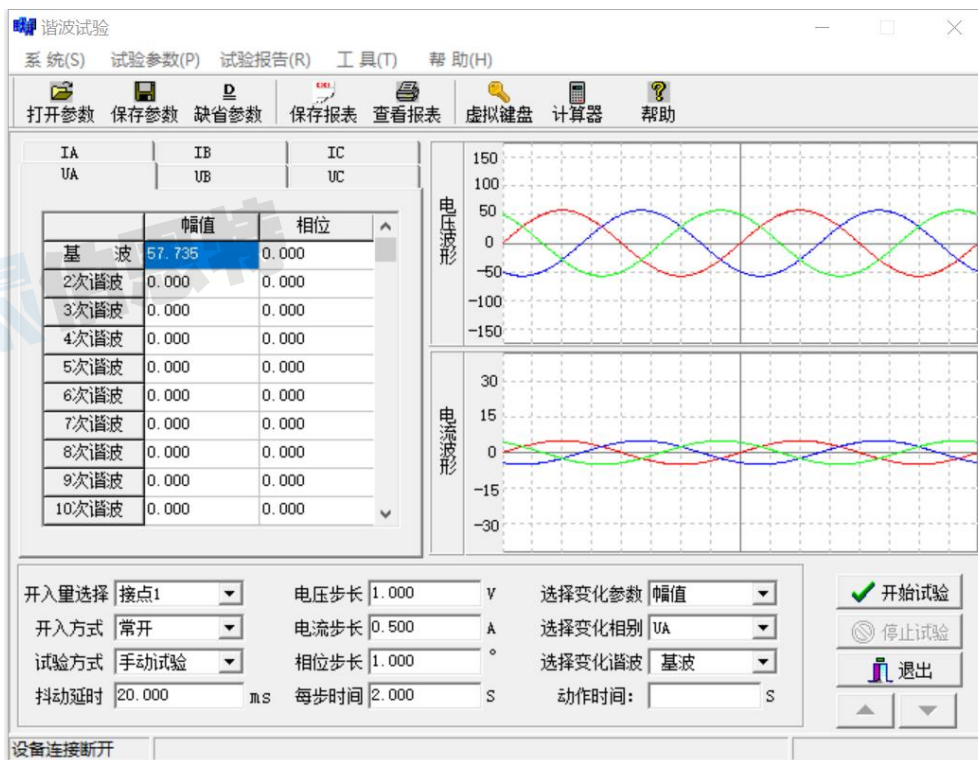 谐波试验
系 统(S) 试验参数(P) 试验报告(R) 工 具(T) 帮 助(H)
打开参数 保存参数 缺省参数 保存报表 查看报表 虚拟键盘 计算器 帮助
IA IB IC
UA UB UC
幅值 相位
基 波 57.735 0.000
2次谐波 0.000 0.000
3次谐波 0.000 0.000
4次谐波 0.000 0.000
5次谐波 0.000 0.000
6次谐波 0.000 0.000
7次谐波 0.000 0.000
8次谐波 0.000 0.000
9次谐波 0.000 0.000
10次谐波 0.000 0.000
电压波形
150
100
50
0
-50
-100
-150
电流波形
30
15
0
-15
-30
开入量选择 接点1 电压步长 1.000 V 选择变化参数 幅值
开入方式 常开 电流步长 0.500 A 选择变化相别 UA
试验方式 手动试验 相位步长 1.000 ° 选择变化谐波 基波
抖动延时 20.000 ms 每步时间 2.000 S 动作时间: S
开始试验
停止试验
退出
设备连接断开